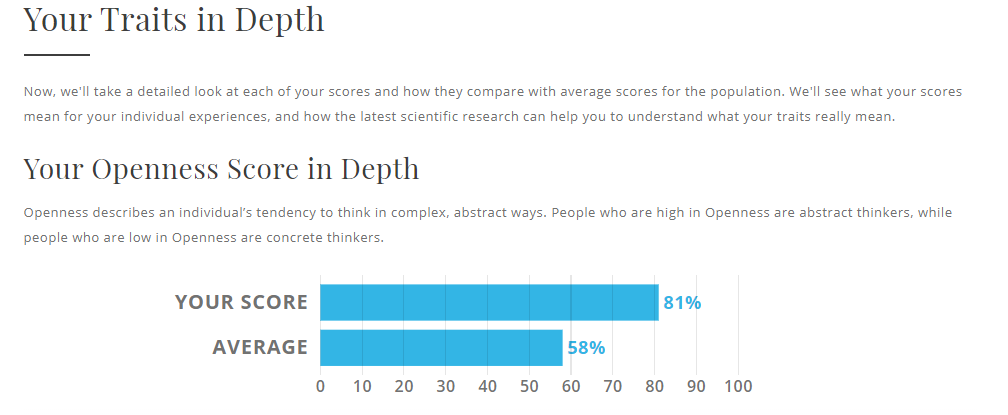 Your Traits in Depth
Now, we'll take a detailed look at each of your scores and how they compare with average scores for the population. We'll see what your scores
mean for your individual experiences, and how the latest scientific research can help you to understand what your traits really mean.
Your Openness Score in Depth
Openness describes an individual's tendency to think in complex, abstract ways. People who are high in Openness are abstract thinkers, while
people who are low in Openness are concrete thinkers.
YOUR SCORE 81%
AVERAGE 58%
0 10 20 30 40 50 60 70 80 90 100